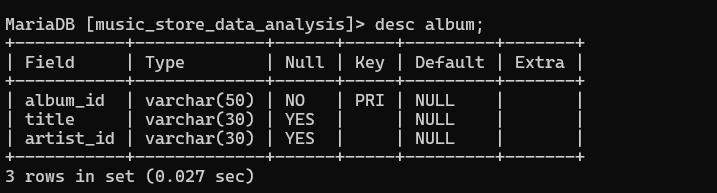 MariaDB [music_store_data_analysis]> desc album;
+-----------+-------------+------+-----+---------+-------+
| Field     | Type        | Null | Key | Default | Extra |
+-----------+-------------+------+-----+---------+-------+
| album_id  | varchar(50) | NO   | PRI | NULL    |       |
| title     | varchar(30) | YES  |     | NULL    |       |
| artist_id | varchar(30) | YES  |     | NULL    |       |
+-----------+-------------+------+-----+---------+-------+
3 rows in set (0.027 sec)